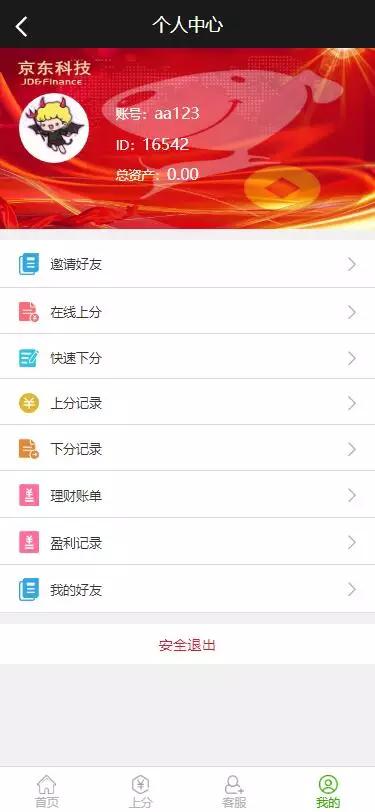 个人中心
京东科技
JD&Finance
账号：aa123
ID：16542
总资产：0.00
邀请好友
在线上分
快速下分
上分记录
下分记录
理财账单
盈利记录
我的好友
安全退出
首页
上分
客服
我的